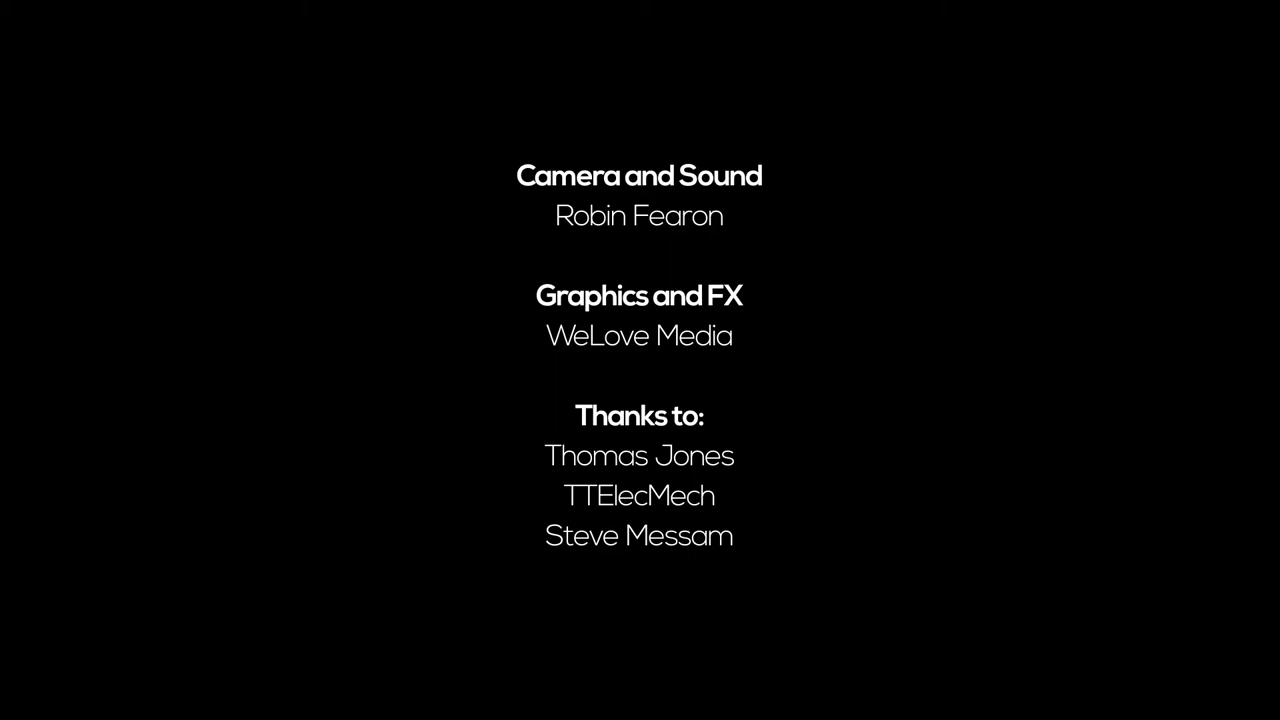 Camera and Sound
Robin Fearon
Graphics and FX
WeLove Media
Thanks to:
Thomas Jones
TTElecMech
Steve Messam